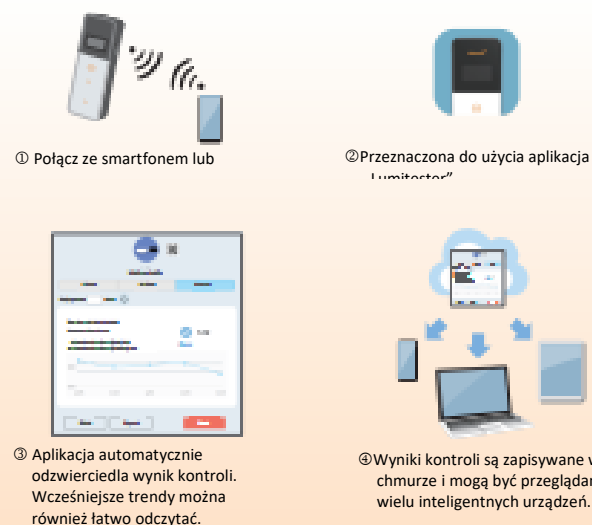 ① Połącz ze smartfonem lub
②Przeznaczona do użycia aplikacja
Lumitester”
③ Aplikacja automatycznie
odzwierciedla wynik kontroli.
Wcześniejsze trendy można
również łatwo odczytać.
④Wyniki kontroli są zapisywane w
chmurze i mogą być przeglądan
wielu inteligentnych urządzeń.